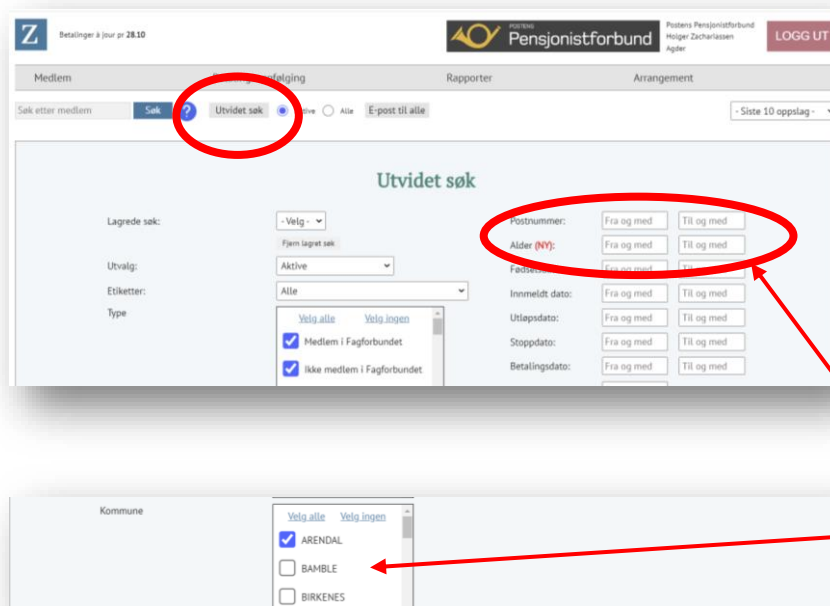 Z
Betalinger à jour pr 28.10
POSTENS
Pensjonistforbund
Postens Pensjonistforbund
Holger Zachariassen
Agder
LOGG UT
Medlem
Rapporter
Arrangement
Søk etter medlem
Søk
?
Utvidet søk
Alle
E-post til alle
- Siste 10 oppslag -
Utvidet søk
Lagrede søk:
- Velg -
Fjern lagret søk
Utvalg:
Aktive
Etiketter:
Alle
Type
Velg alle Velg ingen
Medlem i Fagforbundet
Ikke medlem i Fagforbundet
Postnummer: Fra og med Til og med
Alder (NY): Fra og med Til og med
Fra og med Til og med
Innmeldt dato: Fra og med Til og med
Utløpsdato: Fra og med Til og med
Stoppdato: Fra og med Til og med
Betalingsdato: Fra og med Til og med
Kommune
Velg alle Velg ingen
ARENDAL
BAMBLE
BIRKENES